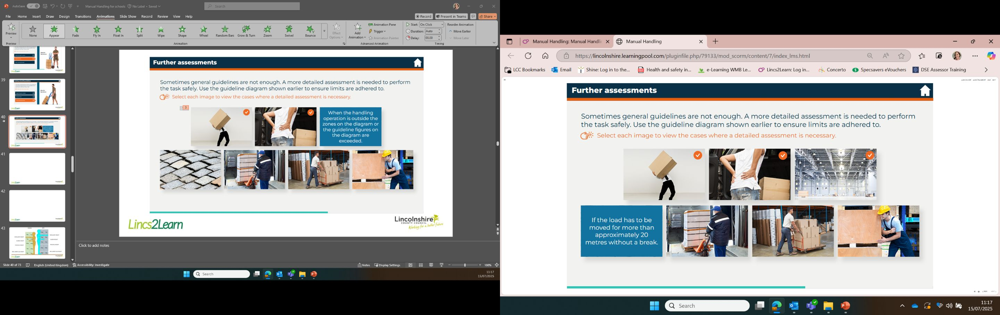 AutoSave
Manual Handling for schools
No Label • Saved
Search
File
Home
Insert
Draw
Design
Transitions
Animations
Slide Show
Record
Review
View
Help
Record
Present in Teams
Share
Preview
None
Appear
Fade
Fly In
Float In
Split
Wipe
Shape
Wheel
Random Bars
Grow & Turn
Zoom
Swivel
Bounce
Effect
Options
Add
Animation
Animation Pane
Trigger
Animation Painter
Start: On Click
Duration: Auto
Delay: 00.00
Reorder Animation
Move Earlier
Move Later
Preview
Animation
Advanced Animation
Timing
39
40
41
42
43
Further assessments
Sometimes general guidelines are not enough. A more detailed assessment is needed to perform
the task safely. Use the guideline diagram shown earlier to ensure limits are adhered to.
Select each image to view the cases where a detailed assessment is necessary.
3
When the handling
operation is outside the
zones on the diagram or
the guideline figures on
the diagram are
exceeded.
Lincs2Learn
Lincolnshire
COUNTY COUNCIL
Working for a better future
Click to add notes
Slide 40 of 73
English (United Kingdom)
Accessibility: Investigate
Notes
Display Settings
100%
Search
11:17
15/07/2025
Manual Handling: Manual Handli
Manual Handling
https://lincolnshire.learningpool.com/pluginfile.php/79133/mod_scorm/content/7/index_lms.html
LCC Bookmarks
Email
Shine: Log in to the...
Health and safety in...
e-Learning WMB Le...
Lincs2Learn: Log in...
Concerto
Specsavers eVouchers
DSE Assessor Training
Further assessments
Sometimes general guidelines are not enough. A more detailed assessment is needed to perform
the task safely. Use the guideline diagram shown earlier to ensure limits are adhered to.
Select each image to view the cases where a detailed assessment is necessary.
If the load has to be
moved for more than
approximately 20
metres without a break.
01
Search
11:17
15/07/2025